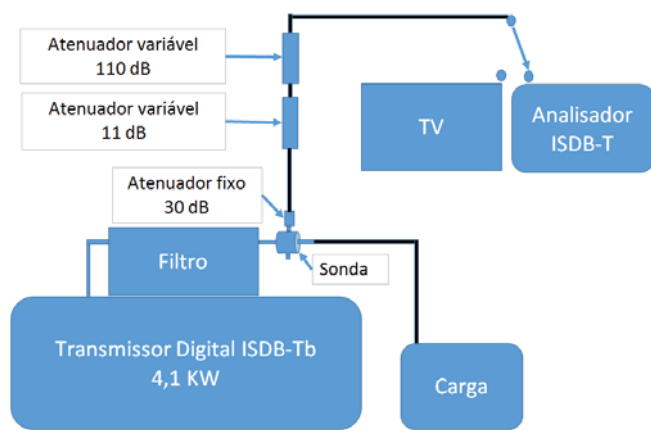 Atenuador variável
110 dB
Atenuador variável
11 dB
TV
Analisador
ISDB-T
Atenuador fixo
30 dB
Filtro
Sonda
Transmissor Digital ISDB-Tb
4,1 KW
Carga